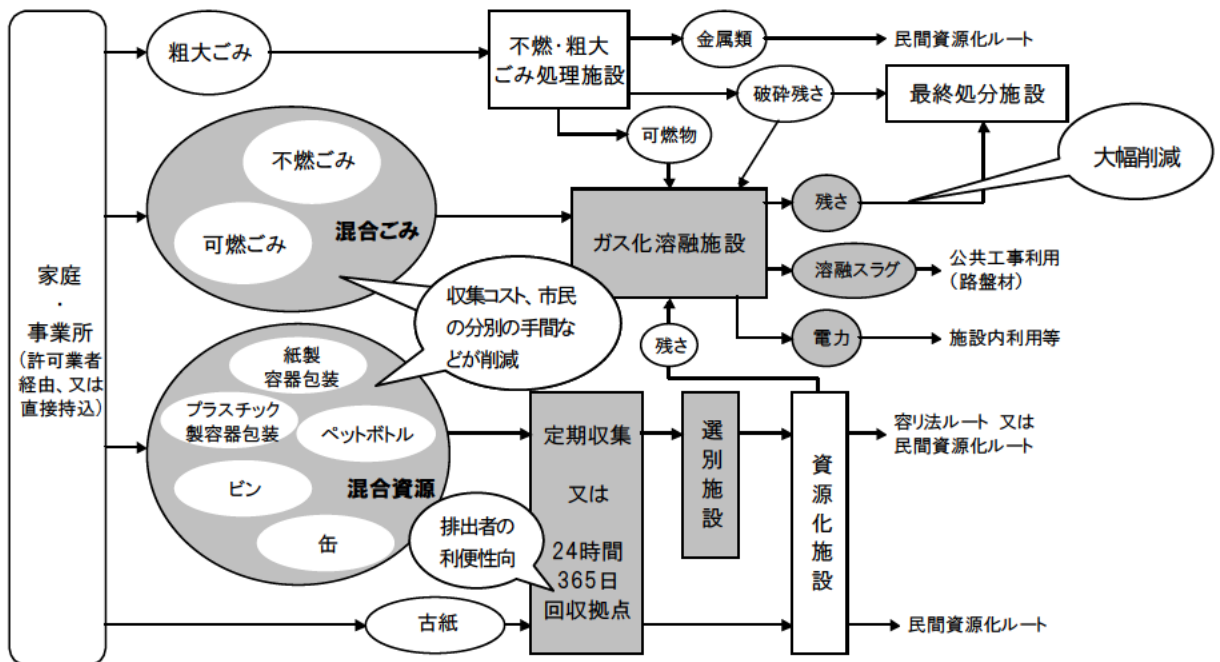 家庭
・
事業所
(許可業者
経由、又は
直接持込)
粗大ごみ
不燃・粗大
ごみ処理施設
金属類
民間資源化ルート
破砕残さ
最終処分施設
可燃物
大幅削減
不燃ごみ
可燃ごみ
混合ごみ
ガス化溶融施設
残さ
溶融スラグ
公共工事利用
(路盤材)
電力
施設内利用等
収集コスト、市民
の分別の手間な
どが削減
残さ
紙製
容器包装
プラスチック
製容器包装
ペットボトル
ビン
混合資源
缶
定期収集
又は
24時間
365日
回収拠点
選別施設
資源化施設
容リ法ルート 又は
民間資源化ルート
排出者の
利便性向
古紙
民間資源化ルート